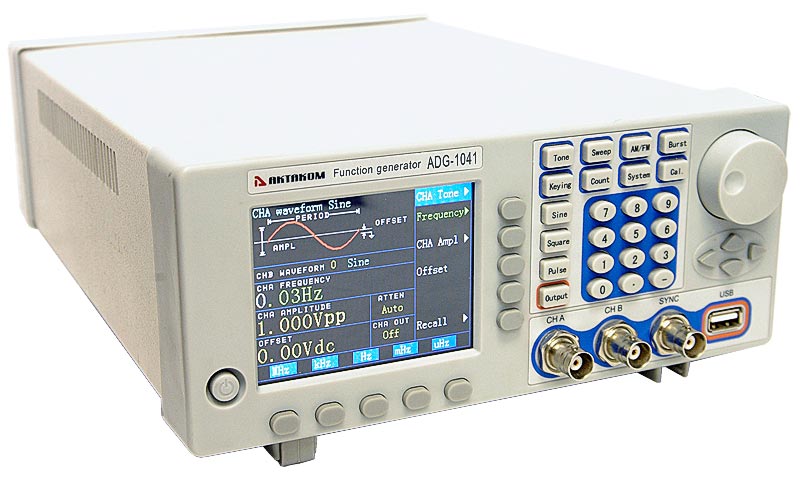 AKTAKOM Function generator ADG-1041
CHA waveform Sine
PERIOD
OFFSET
AMPL
CHB WAVEFORM 0 Sine
CHA FREQUENCY
0.03Hz
CHA AMPLITUDE
1.000Vpp
ATTEN
Auto
OFFSET
0.00Vdc
CHA OUT
Off
MHz kHz Hz mHz uHz
CHA Tone
Frequency
CHA Ampl
Offset
Recall
Tone Sweep AM/FM Burst
Keying Count System Cal.
Sine
Square
Pulse
Output
7 8 9
4 5 6
1 2 3
0 . -
CH A CH B SYNC USB